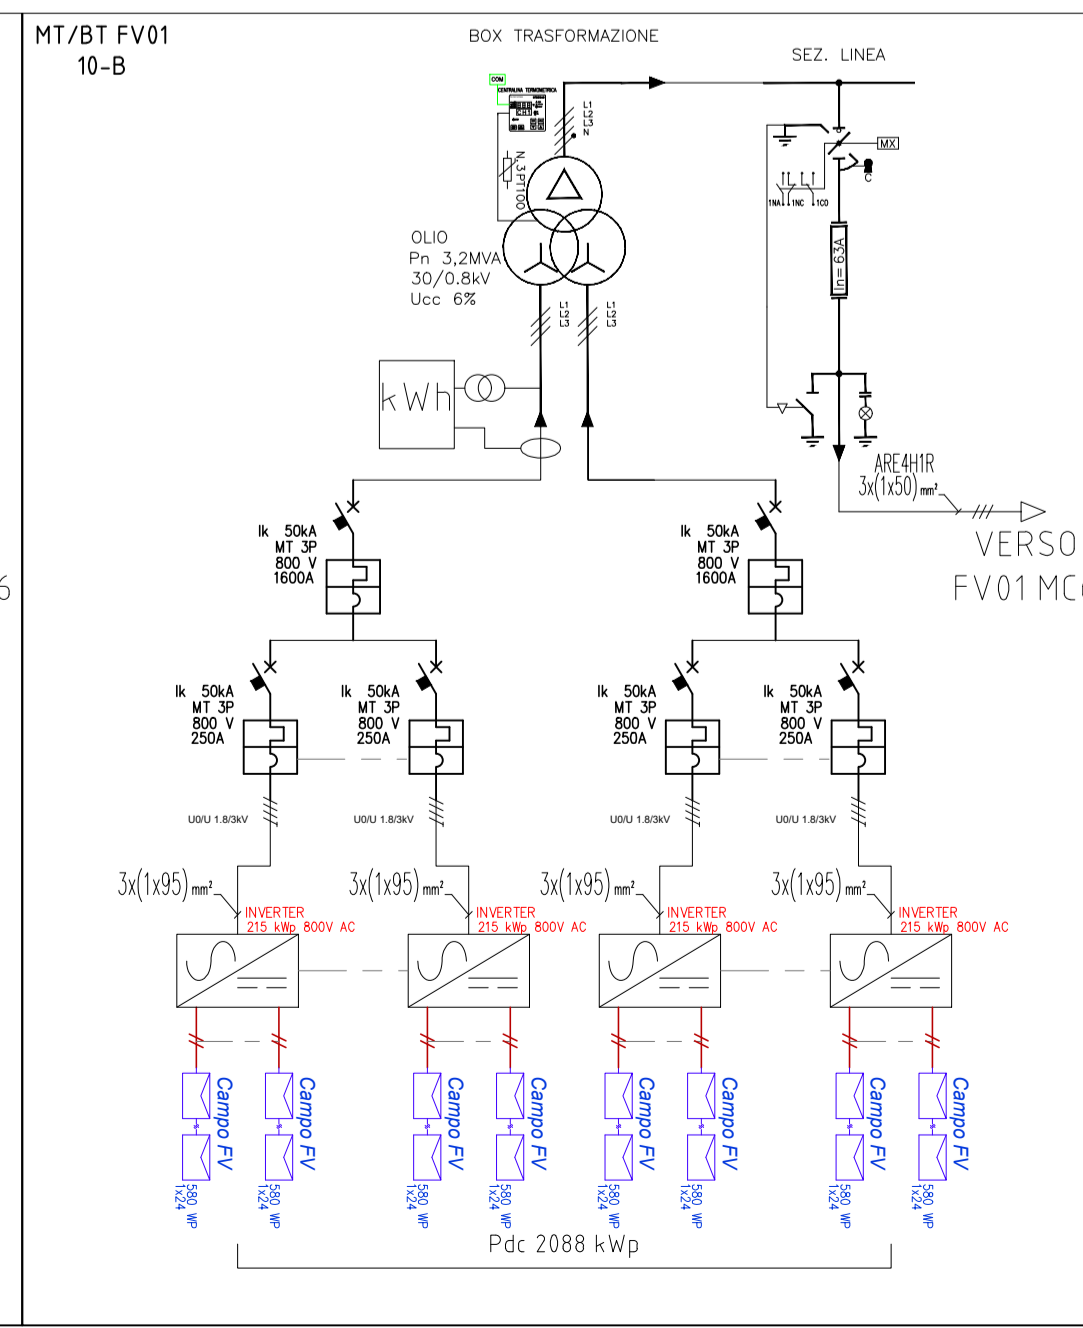 MT/BT FV01
10-B
BOX TRASFORMAZIONE
SEZ. LINEA
COM
CENTRALINA TERMOMETRICA
CH1
L1
L2
L3
N
N.3PT100
MX
C
1NA
1NC
1CO
In= 63A
OLIO
Pn 3,2MVA
30/0.8kV
Ucc 6%
L1
L2
L3
L1
L2
L3
kWh
ARE4H1R
3x(1x50) mm²
VERSO
FV01 MC
6
Ik 50kA
MT 3P
800 V
1600A
Ik 50kA
MT 3P
800 V
1600A
Ik 50kA
MT 3P
800 V
250A
Ik 50kA
MT 3P
800 V
250A
Ik 50kA
MT 3P
800 V
250A
Ik 50kA
MT 3P
800 V
250A
U0/U 1.8/3kV
U0/U 1.8/3kV
U0/U 1.8/3kV
U0/U 1.8/3kV
3x(1x95) mm²
3x(1x95) mm²
3x(1x95) mm²
3x(1x95) mm²
INVERTER
215 kWp 800V AC
INVERTER
215 kWp 800V AC
INVERTER
215 kWp 800V AC
INVERTER
215 kWp 800V AC
Campo FV
Campo FV
Campo FV
Campo FV
Campo FV
Campo FV
Campo FV
Campo FV
580 WP
1x24
580 WP
1x24
580 WP
1x24
580 WP
1x24
580 WP
1x24
580 WP
1x24
580 WP
1x24
580 WP
1x24
Pdc 2088 kWp